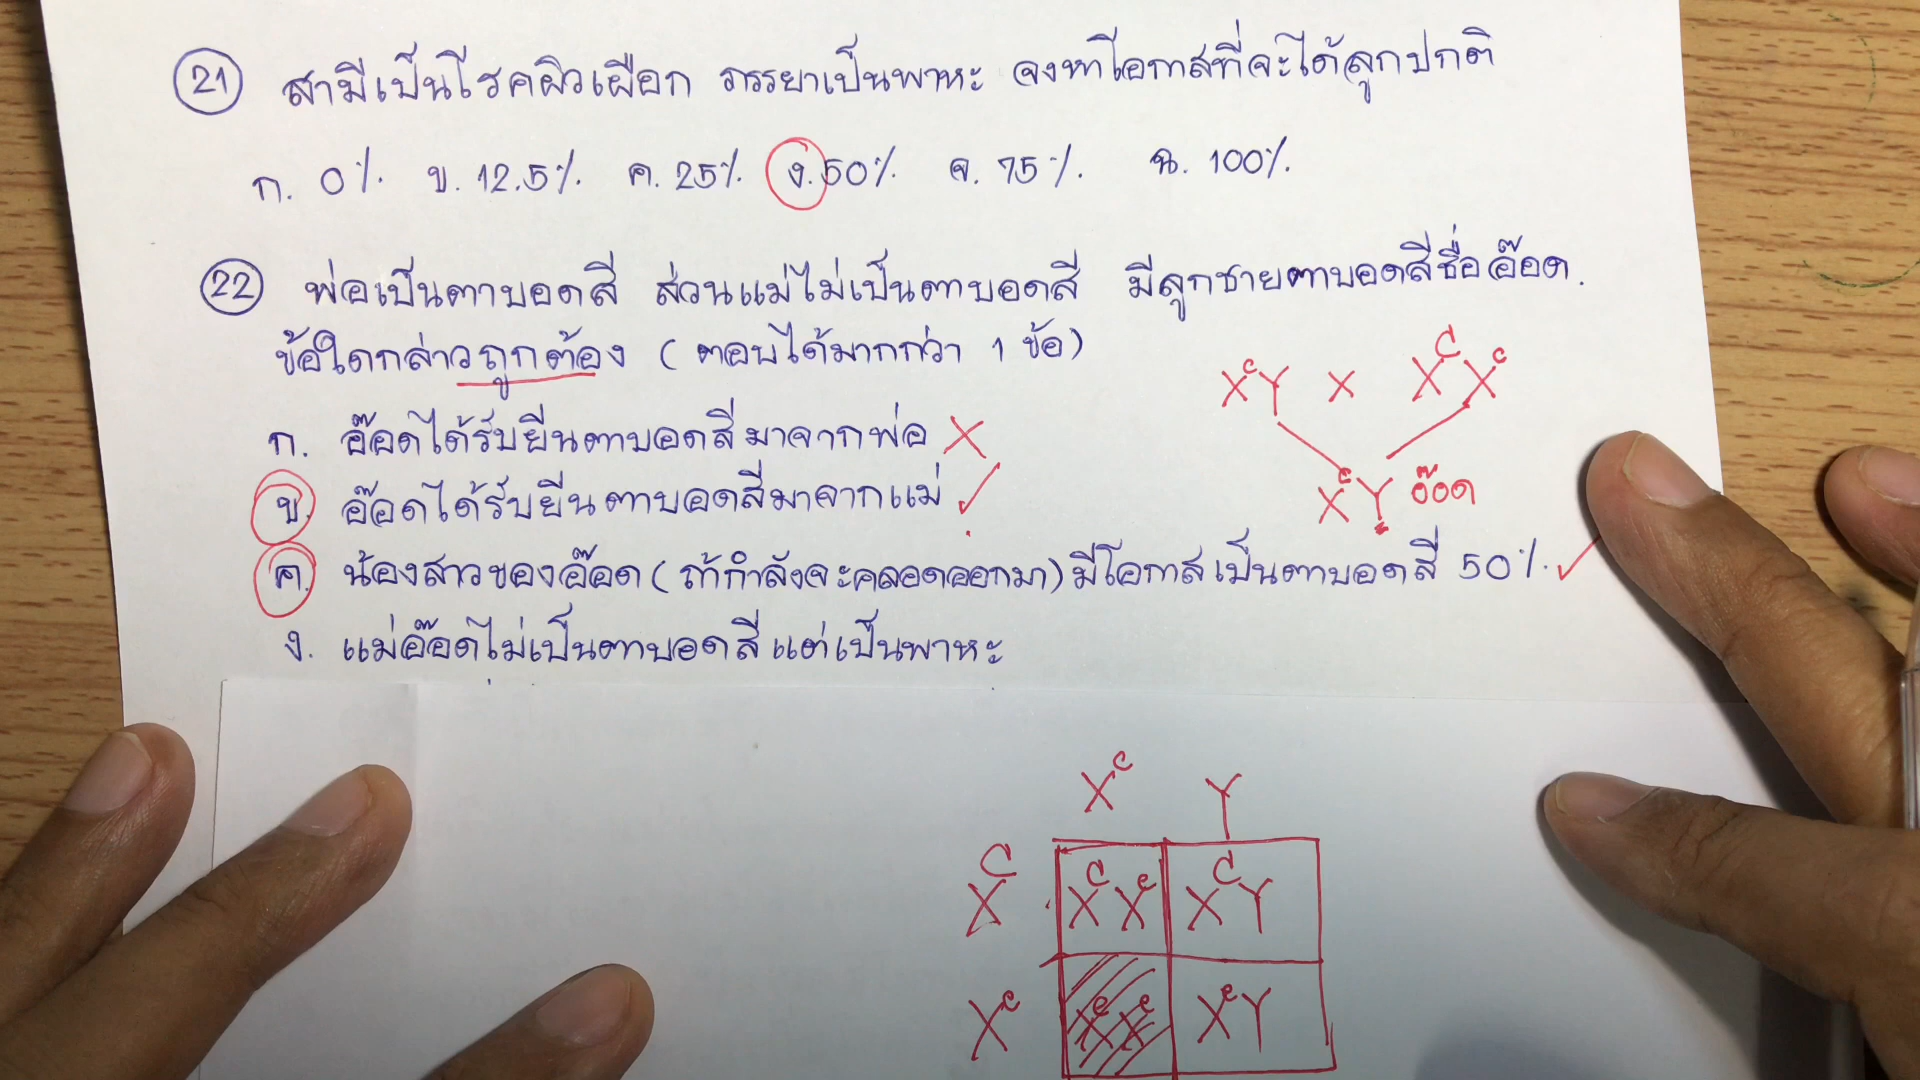 21 สามีเป็นโรคผิวเผือก ภรรยาเป็นพาหะ จงหาโอกาสที่จะได้ลูกปกติ
ก. 0% ข. 12.5% ค. 25% ง. 50% จ. 75% ฉ. 100%
22 พ่อเป็นตาบอดสี ส่วนแม่ไม่เป็นตาบอดสี มีลูกชายตาบอดสีชื่ออ๊อด.
ข้อใดกล่าวถูกต้อง (ตอบได้มากกว่า 1 ข้อ)
XᶜY X XCXᶜ
ก. อ๊อดได้รับยีนตาบอดสีมาจากพ่อ X
ข. อ๊อดได้รับยีนตาบอดสีมาจากแม่ ✓
XᶜY อ๊อด
ค. น้องสาวของอ๊อด (ถ้ากำลังจะคลอดออกมา) มีโอกาสเป็นตาบอดสี 50% ✓
ง. แม่อ๊อดไม่เป็นตาบอดสีแต่เป็นพาหะ
Xᶜ Y
XC XCXᶜ XCY
Xᶜ XᶜXᶜ XᶜY